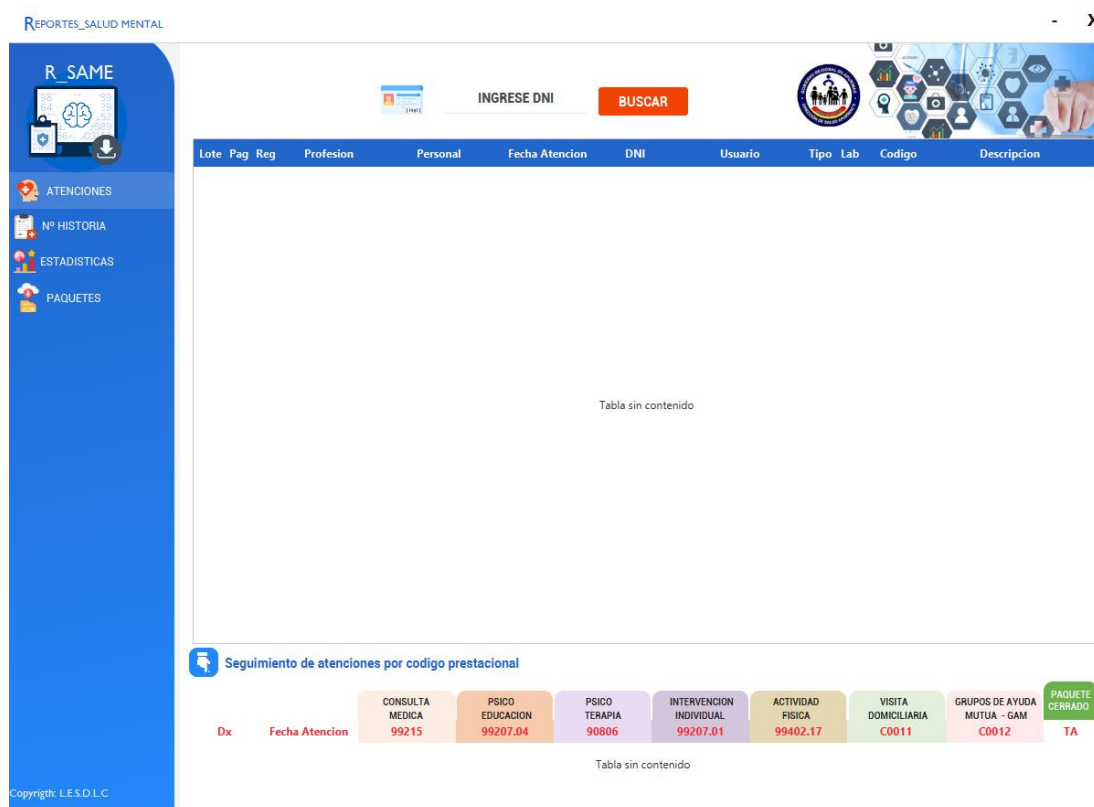 REPORTES_SALUD MENTAL
- X
R_SAME
INGRESE DNI
BUSCAR
Lote Pag Reg Profesion Personal Fecha Atencion DNI Usuario Tipo Lab Codigo Descripcion
ATENCIONES
Nº HISTORIA
ESTADISTICAS
PAQUETES
Tabla sin contenido
Seguimiento de atenciones por codigo prestacional
CONSULTA MEDICA
PSICO EDUCACION
PSICO TERAPIA
INTERVENCION INDIVIDUAL
ACTIVIDAD FISICA
VISITA DOMICILIARIA
GRUPOS DE AYUDA MUTUA - GAM
PAQUETE CERRADO
Dx Fecha Atencion 99215 99207.04 90806 99207.01 99402.17 C0011 C0012 TA
Tabla sin contenido
Copyrigth: L.E.S.D.L.C